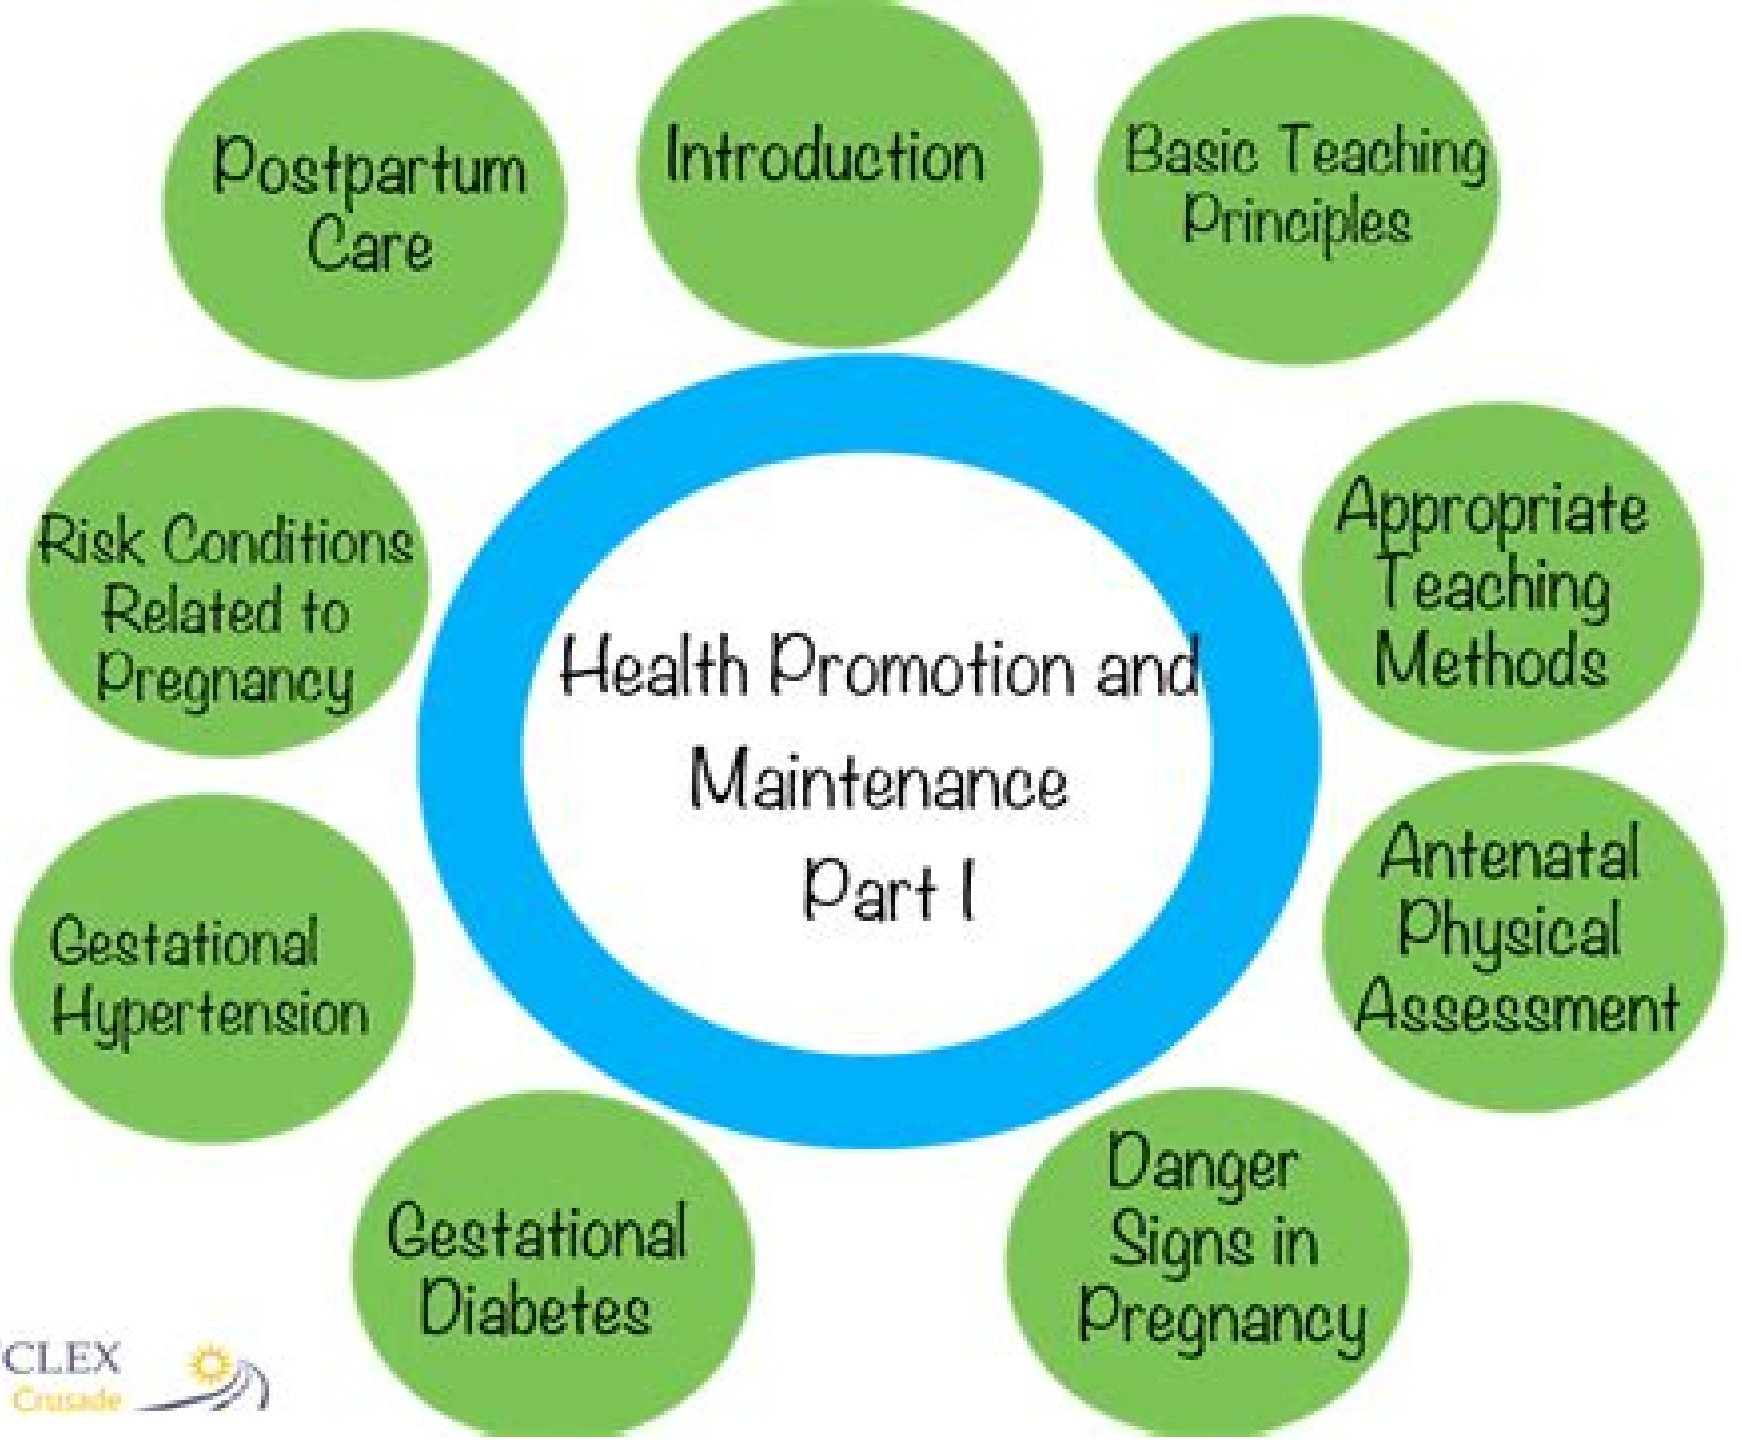 Introduction
Basic Teaching
Principles
Appropriate
Teaching
Methods
Antenatal
Physical
Assessment
Danger
Signs in
Pregnancy
Gestational
Diabetes
Gestational
Hypertension
Risk Conditions
Related to
Pregnancy
Postpartum
Care
Health Promotion and
Maintenance
Part I
CLEX
Crusade